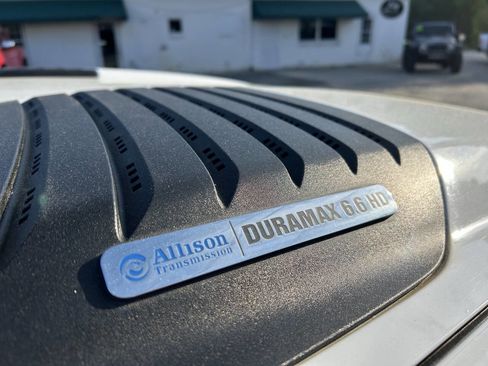 Allison
Transmission
DURAMAX 6.6 HD